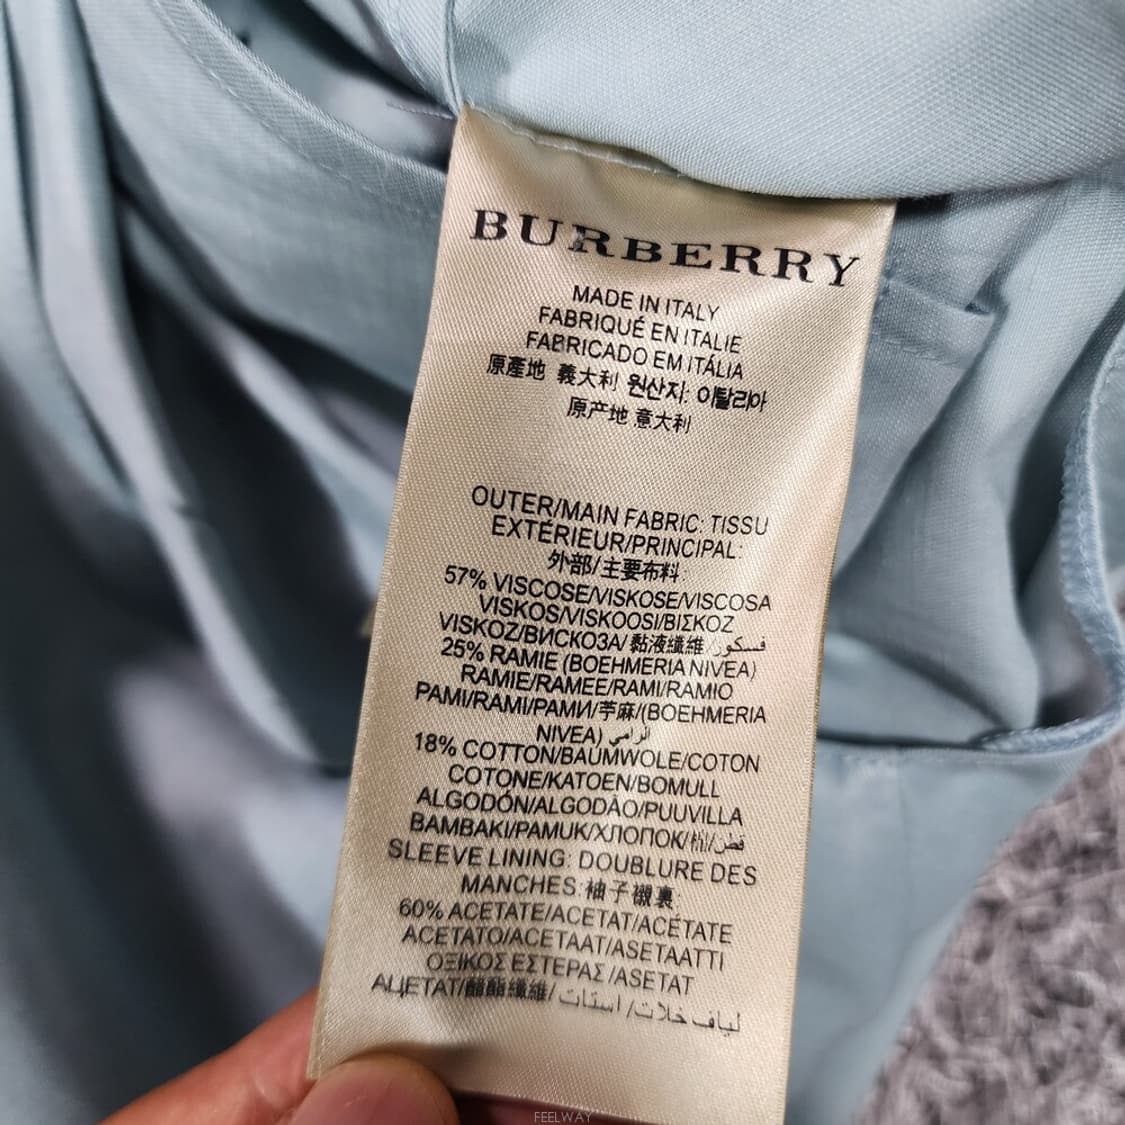 BURBERRY
MADE IN ITALY
FABRIQUÉ EN ITALIE
FABRICADO EM ITÁLIA
原產地 義大利 원산지: 이탈리아
原产地 意大利
OUTER/MAIN FABRIC: TISSU
EXTÉRIEUR/PRINCIPAL:
外部/主要布料:
57% VISCOSE/VISKOSE/VISCOSA
VISKOS/VISKOOSI/ΒΙΣΚΟΖ
VISKOZ/ВИСКОЗА/黏液纖維/فسكوز
25% RAMIE (BOEHMERIA NIVEA)
RAMIE/RAMEE/RAMI/RAMIO
ΡΑΜΙ/RAMI/РАМИ/苧麻/(BOEHMERIA
NIVEA) الرامي
18% COTTON/BAUMWOLE/COTON
COTONE/KATOEN/BOMULL
ALGODÓN/ALGODÃO/PUUVILLA
BAMBAKI/PAMUK/ХЛОПОК/棉/قطن
SLEEVE LINING: DOUBLURE DES
MANCHES:袖子襯裏:
60% ACETATE/ACETAT/ACÉTATE
ACETATO/ACETAAT/ASETAATTI
ΟΞΙΚΟΣ ΕΣΤΕΡΑΣ/ASETAT
АЦЕТАТ/醋酯纖維/ لياف خلات/ استات
FEELWAY